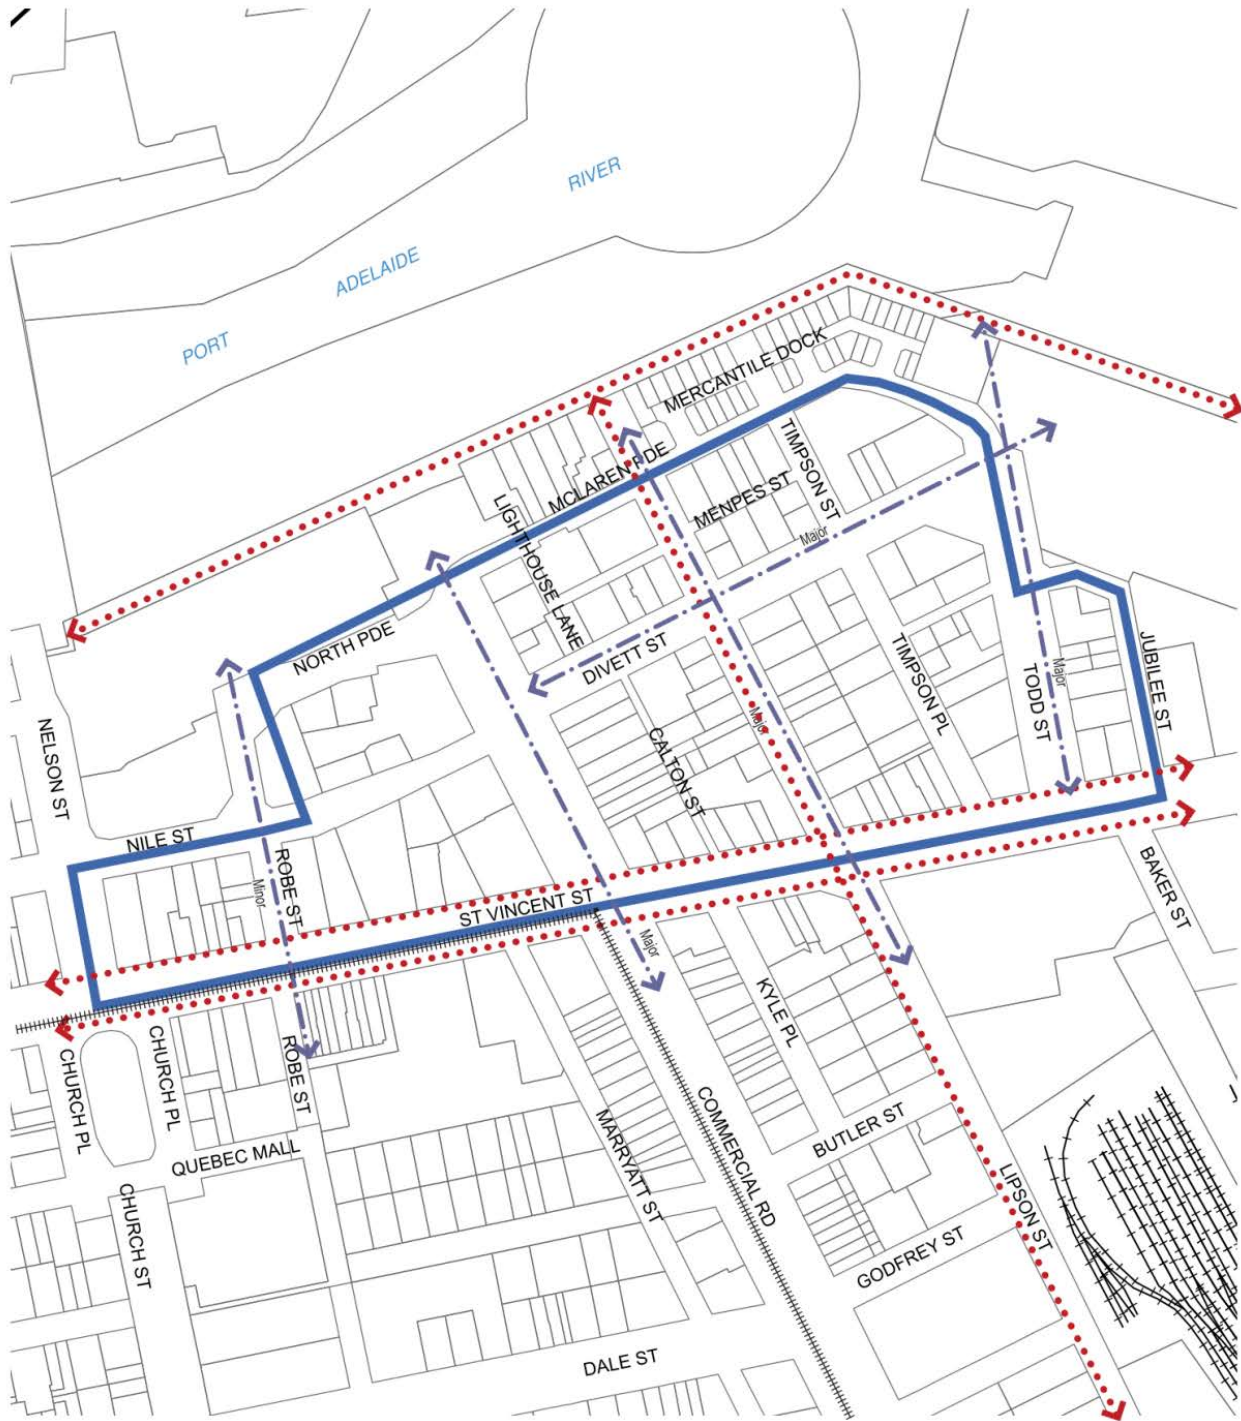 RIVER
ADELAIDE
PORT
MERCANTILE DOCK
MCLAREN PDE
TIMPSON ST
MENPES ST
LIGHTHOUSE LANE
Major
NORTH PDE
DIVETT ST
TIMPSON PL
TODD ST
Major
JUBILEE ST
NELSON ST
CALTON ST
Major
NILE ST
ROBE ST
Minor
ST VINCENT ST
Major
BAKER ST
KYLE PL
CHURCH PL
CHURCH PL
ROBE ST
QUEBEC MALL
MARRYATT ST
COMMERCIAL RD
BUTLER ST
LIPSON ST
CHURCH ST
GODFREY ST
DALE ST